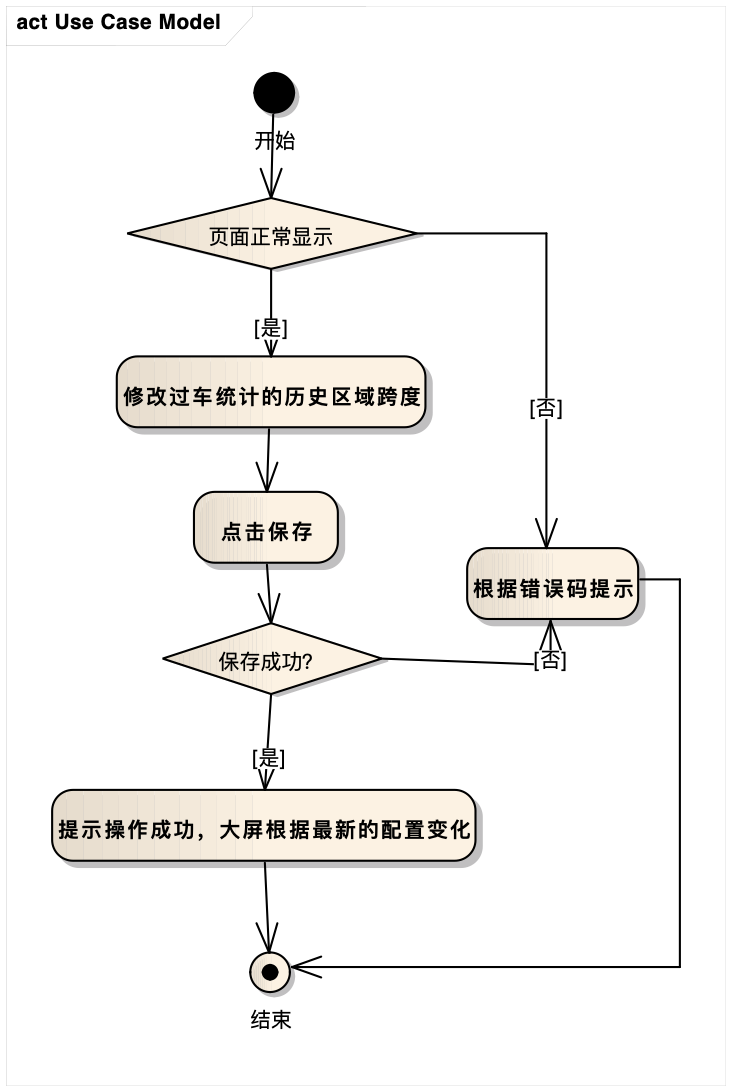 act Use Case Model
开始
页面正常显示
[是]
修改过车统计的历史区域跨度
[否]
点击保存
根据错误码提示
保存成功?
[否]
[是]
提示操作成功，大屏根据最新的配置变化
结束